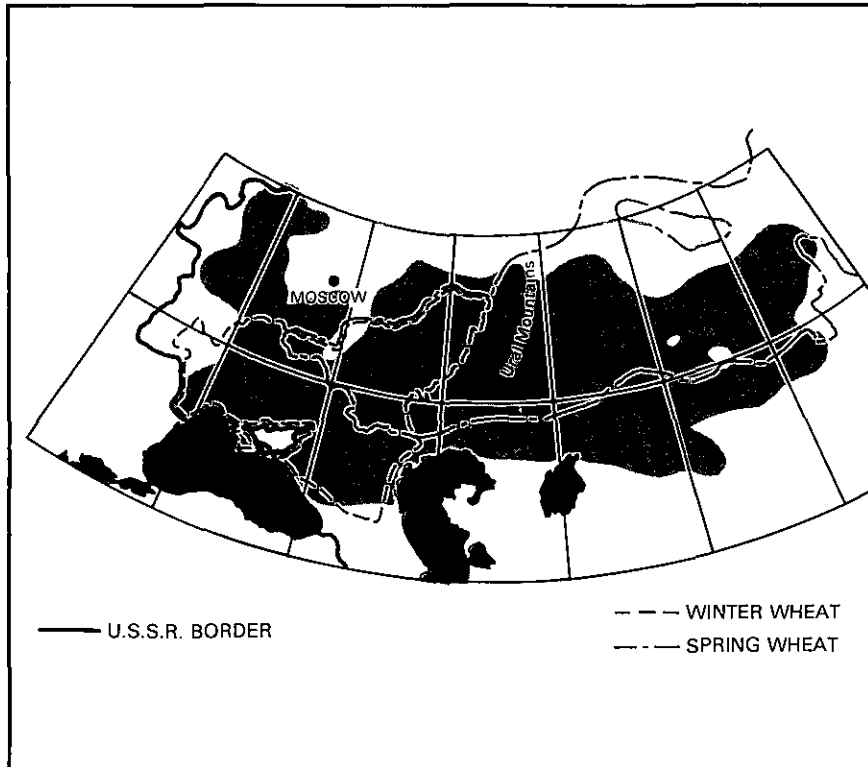 MOSCOW
Ural Mountains
U.S.S.R. BORDER
WINTER WHEAT
SPRING WHEAT